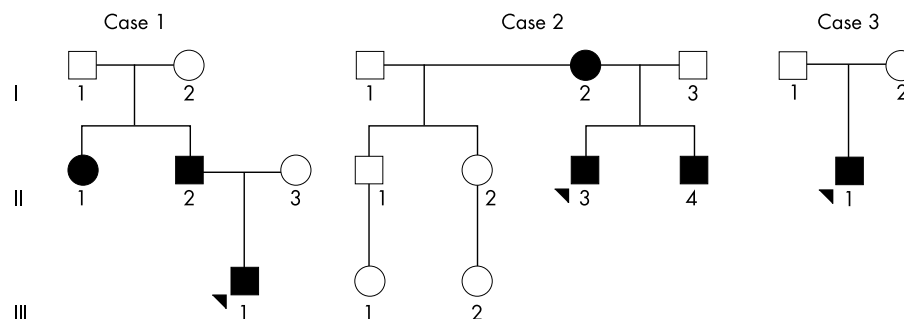 Case 1 Case 2 Case 3
I 1 2 1 2 3 1 2
II 1 2 3 1 2 3 4 1
III 1 1 2